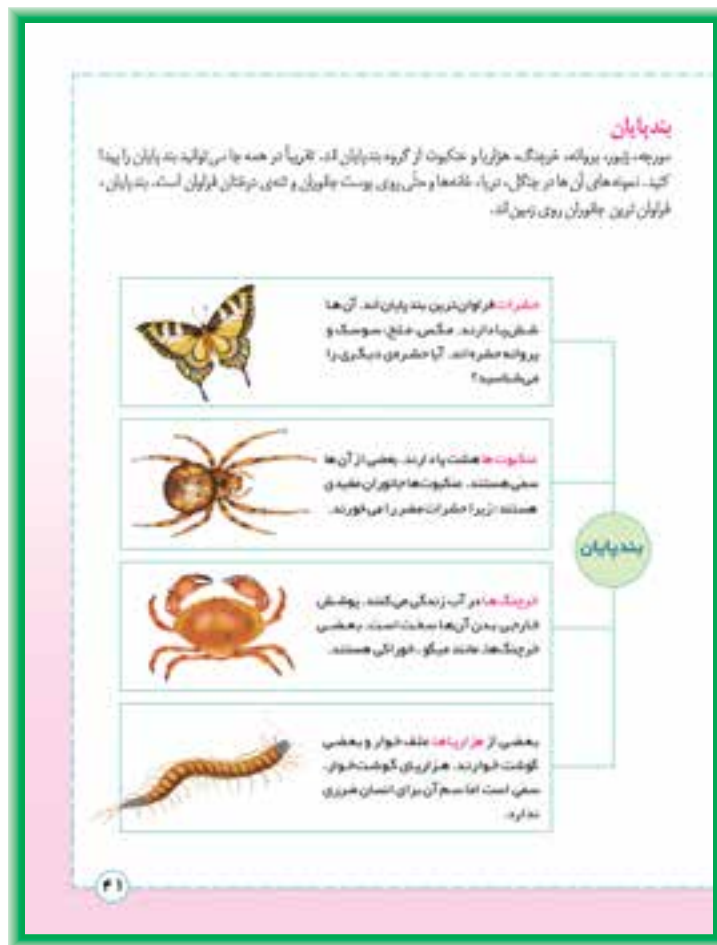 بندپایان
مورچه، زنبور، پروانه، خرچنگ، هزارپا و عنکبوت از گروه بندپایان اند. تقریباً در همه جا می‌توانید بندپایان را پیدا
کنید. نمونه‌های آن ها در جنگل، دریا، خانه‌ها و حتّی روی پوست جانوران و تنه‌ی درختان فراوان است. بندپایان،
فراوان ترین جانوران روی زمین اند.
حشرات فراوان‌ترین بندپایان اند. آن‌ها
شش پا دارند. مگس، ملخ، سوسک و
پروانه حشره اند. آیا حشره‌ی دیگری را
می‌شناسید؟
عنکبوت‌ها هشت پا دارند. بعضی از آن ها
سمی هستند. عنکبوت‌ها جانوران مفیدی
هستند؛ زیرا حشرات مضر را می‌خورند.
بندپایان
خرچنگ‌ها در آب زندگی می‌کنند. پوشش
خارجی بدن آن‌ها سخت است. بعضی
خرچنگ‌ها، مانند میگو، خوراکی هستند.
بعضی از هزارپاها علف خوار و بعضی
گوشت خوارند. هزارپای گوشت‌خوار،
سمی است اما سم آن برای انسان ضرری
ندارد.
۴۱